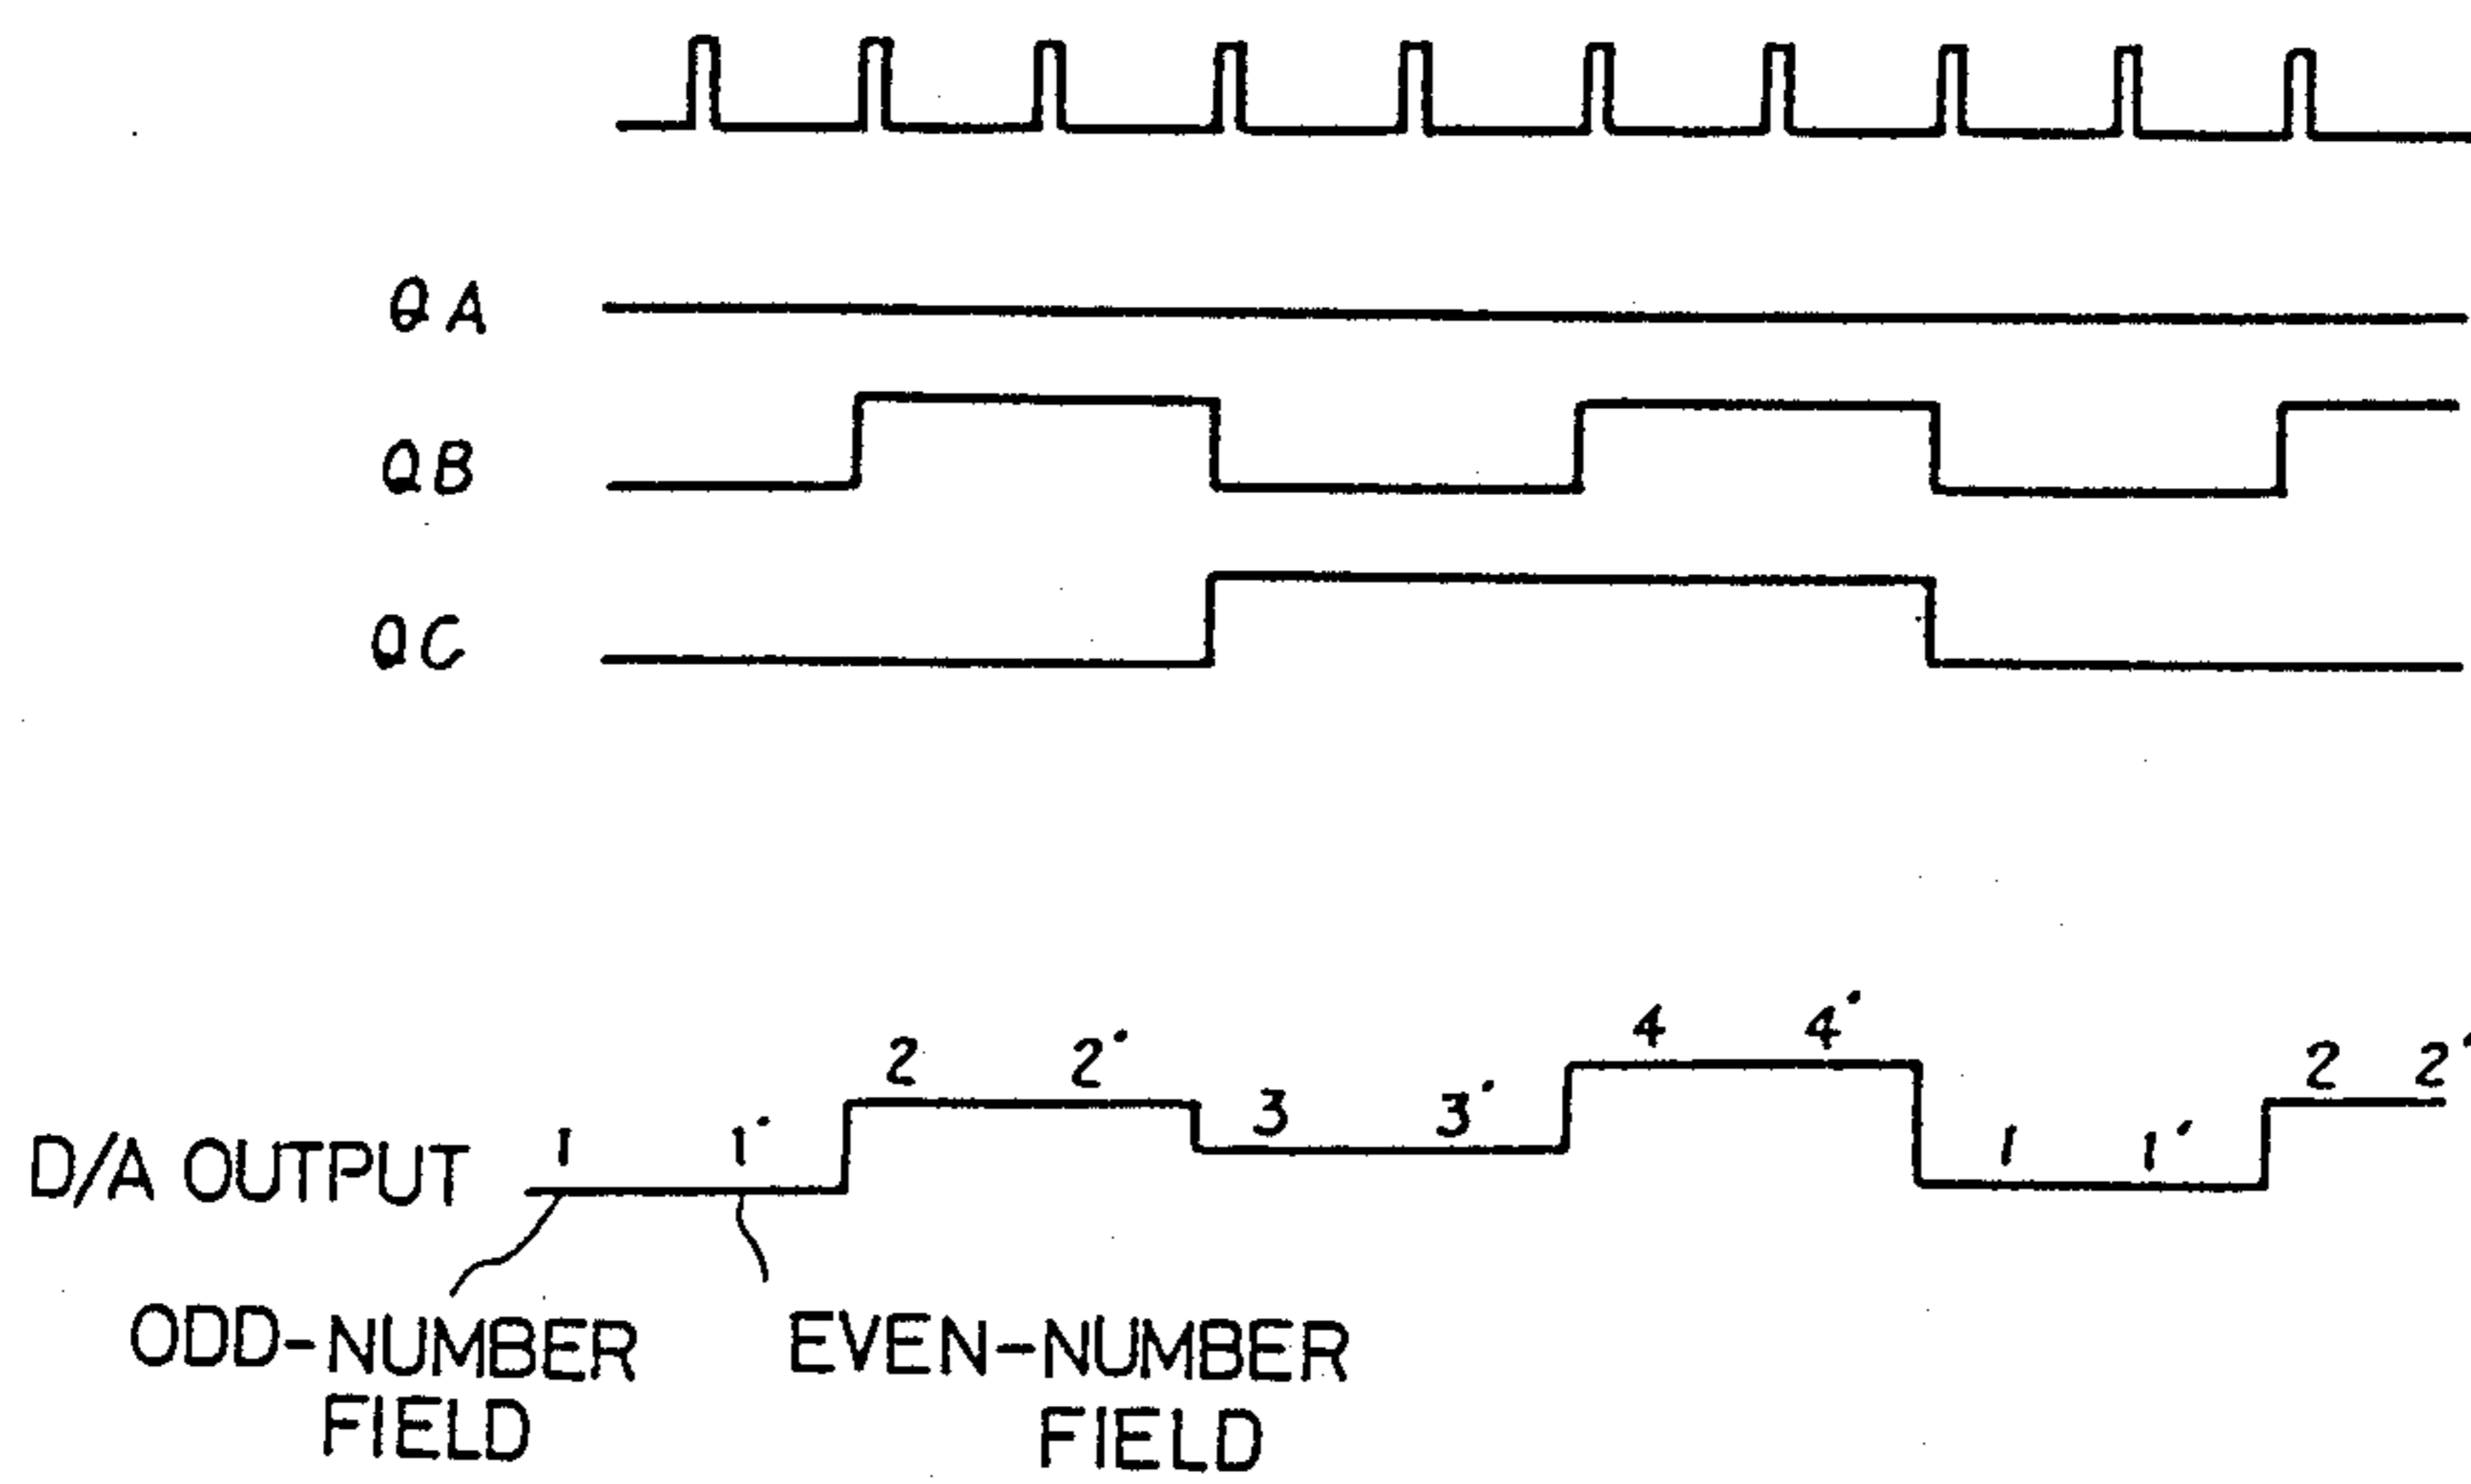 QA
QB
QC
4 4'
2 2' 2 2'
3 3'
1 1' 1 1'
D/A OUTPUT
ODD-NUMBER
FIELD
EVEN-NUMBER
FIELD